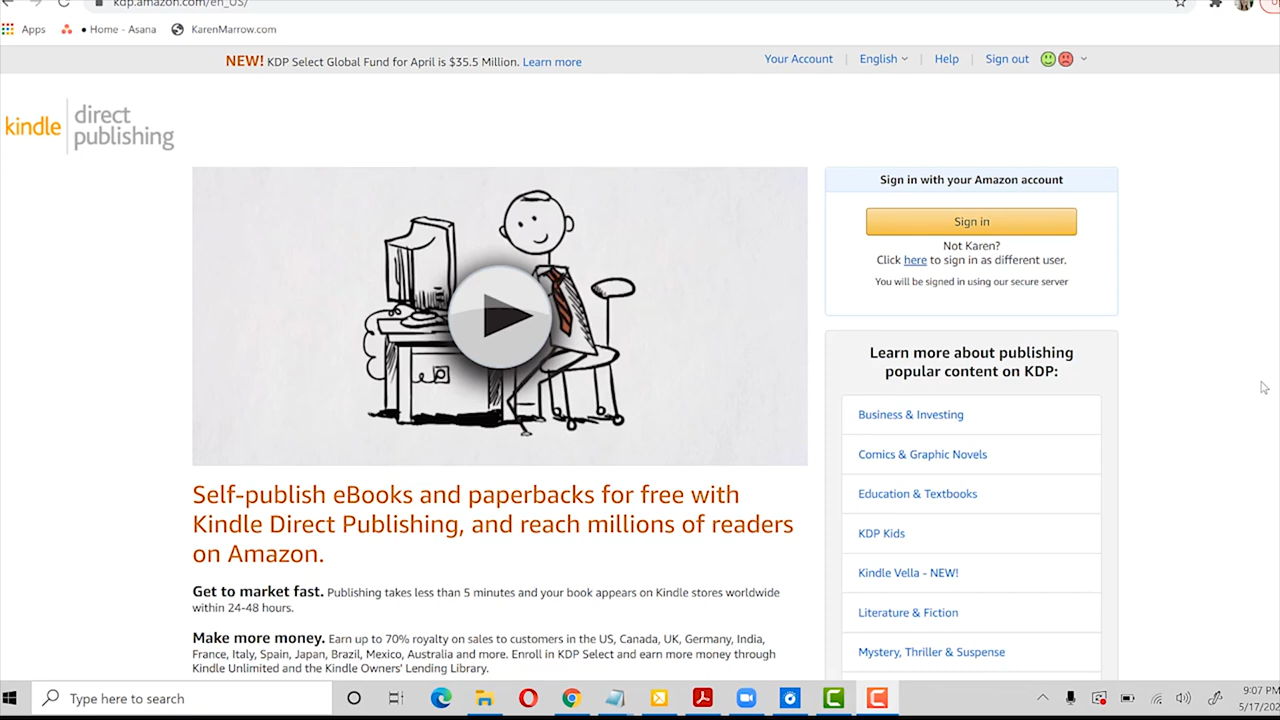 kdp.amazon.com/en_US/
Apps
• Home - Asana
KarenMarrow.com
NEW! KDP Select Global Fund for April is $35.5 Million. Learn more
Your Account
English
Help
Sign out
kindle
direct
publishing
Sign in with your Amazon account
Sign in
Not Karen?
Click here to sign in as different user.
You will be signed in using our secure server
Self-publish eBooks and paperbacks for free with
Kindle Direct Publishing, and reach millions of readers
on Amazon.
Get to market fast. Publishing takes less than 5 minutes and your book appears on Kindle stores worldwide
within 24-48 hours.
Make more money. Earn up to 70% royalty on sales to customers in the US, Canada, UK, Germany, India,
France, Italy, Spain, Japan, Brazil, Mexico, Australia and more. Enroll in KDP Select and earn more money through
Kindle Unlimited and the Kindle Owners' Lending Library.
Learn more about publishing
popular content on KDP:
Business & Investing
Comics & Graphic Novels
Education & Textbooks
KDP Kids
Kindle Vella - NEW!
Literature & Fiction
Mystery, Thriller & Suspense
Type here to search
9:07 PM
5/17/202